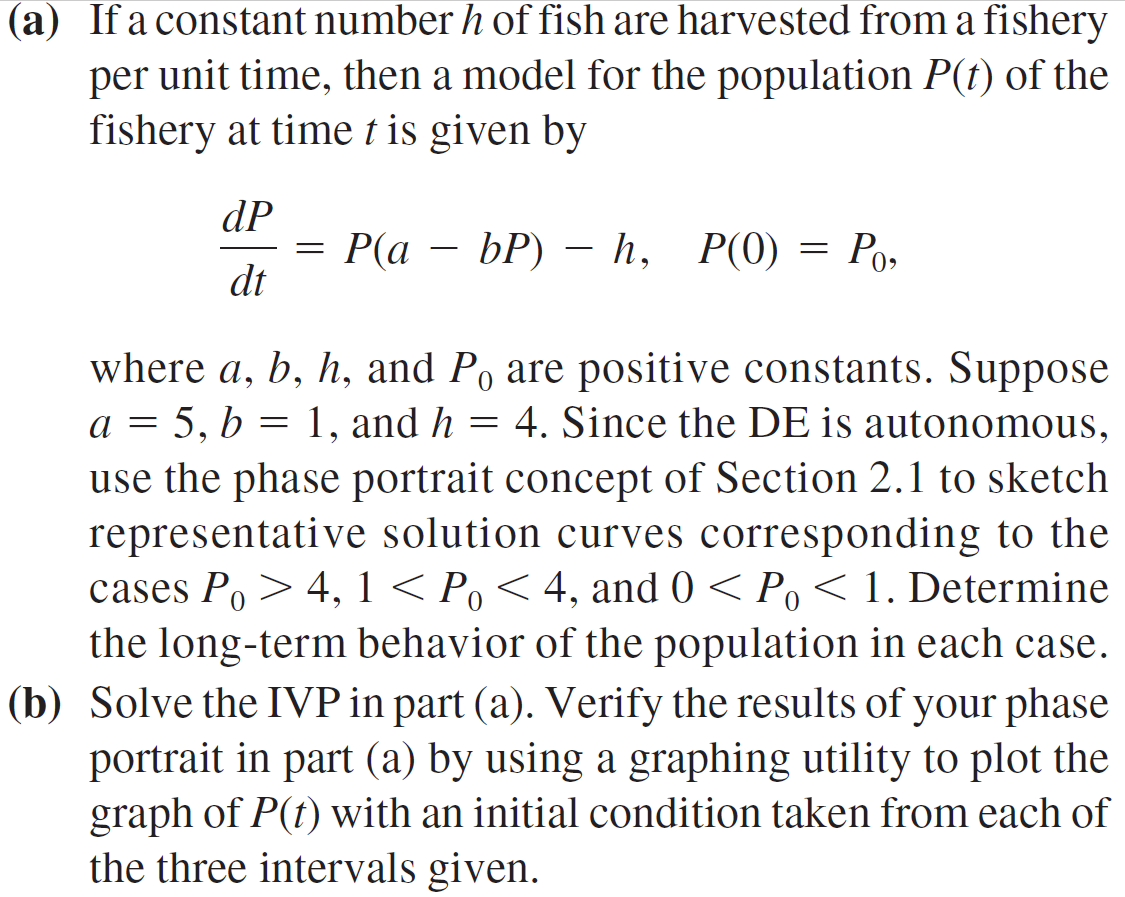 (a) If a constant number h of fish are harvested from a fishery
per unit time, then a model for the population P(t) of the
fishery at time t is given by
dP/dt = P(a − bP) − h, P(0) = P₀,
where a, b, h, and P₀ are positive constants. Suppose
a = 5, b = 1, and h = 4. Since the DE is autonomous,
use the phase portrait concept of Section 2.1 to sketch
representative solution curves corresponding to the
cases P₀ > 4, 1 < P₀ < 4, and 0 < P₀ < 1. Determine
the long-term behavior of the population in each case.
(b) Solve the IVP in part (a). Verify the results of your phase
portrait in part (a) by using a graphing utility to plot the
graph of P(t) with an initial condition taken from each of
the three intervals given.